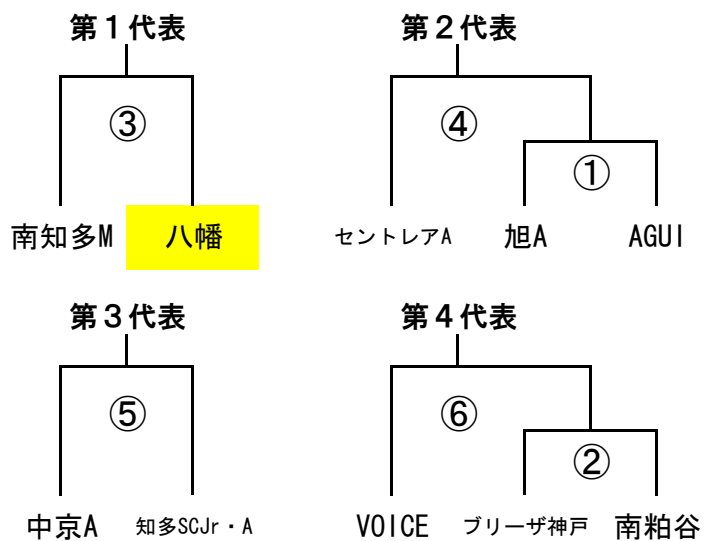 第１代表 第２代表
③ ④
①
南知多M 八幡 セントレアA 旭A AGUI
第３代表 第４代表
⑤ ⑥
②
中京A 知多SCJr・A VOICE ブリーザ神戸 南粕谷